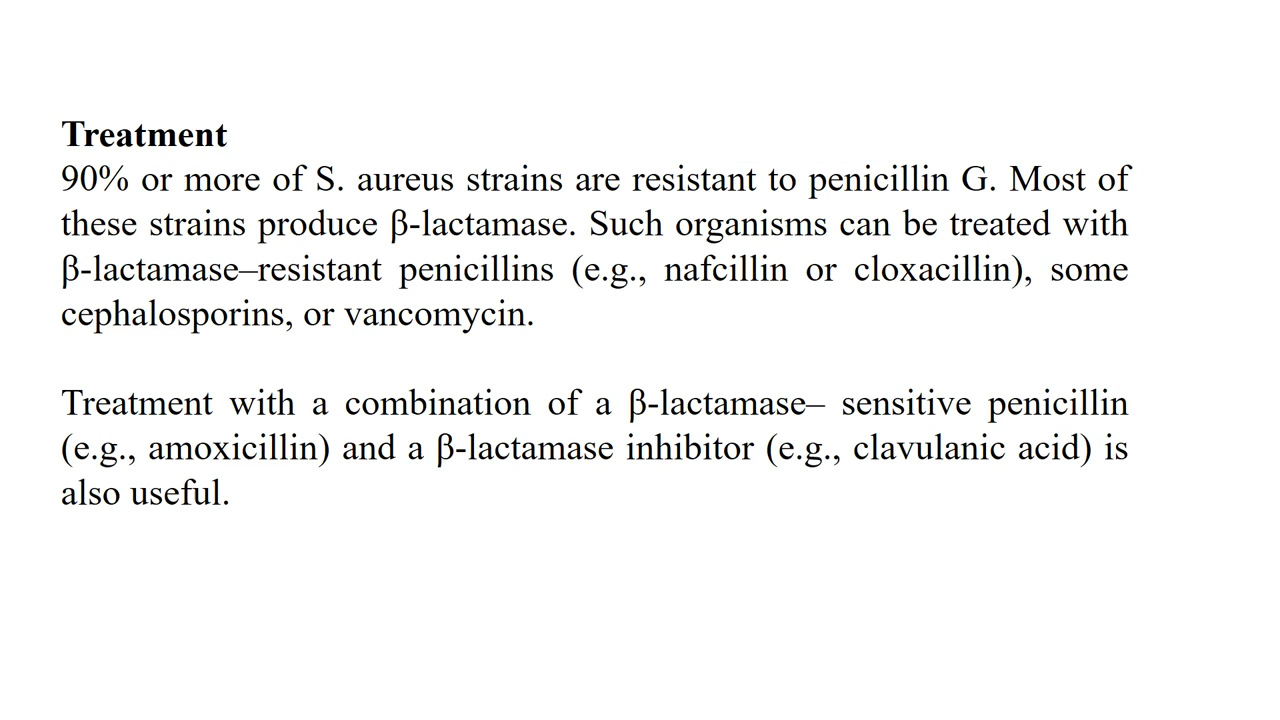 Treatment
90% or more of S. aureus strains are resistant to penicillin G. Most of
these strains produce β-lactamase. Such organisms can be treated with
β-lactamase–resistant penicillins (e.g., nafcillin or cloxacillin), some
cephalosporins, or vancomycin.
Treatment with a combination of a β-lactamase– sensitive penicillin
(e.g., amoxicillin) and a β-lactamase inhibitor (e.g., clavulanic acid) is
also useful.